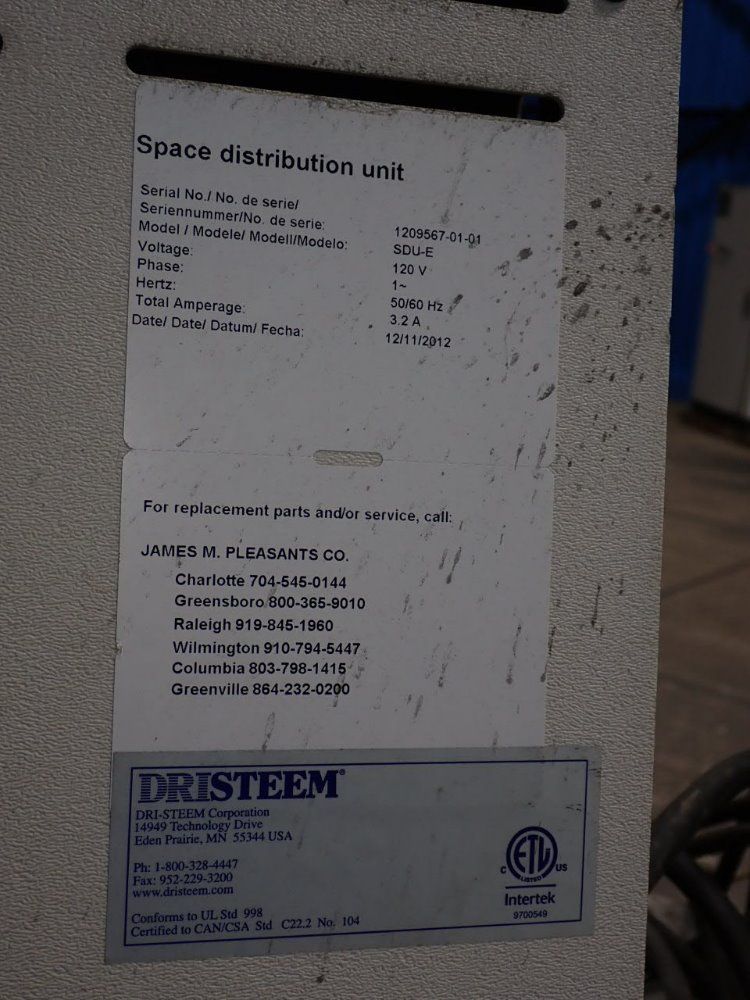 Space distribution unit
Serial No./ No. de serie/
Seriennummer/No. de serie: 1209567-01-01
Model / Modele/ Modell/Modelo: SDU-E
Voltage: 120 V
Phase: 1~
Hertz: 50/60 Hz
Total Amperage: 3.2 A
Date/ Date/ Datum/ Fecha: 12/11/2012
For replacement parts and/or service, call:
JAMES M. PLEASANTS CO.
Charlotte 704-545-0144
Greensboro 800-365-9010
Raleigh 919-845-1960
Wilmington 910-794-5447
Columbia 803-798-1415
Greenville 864-232-0200
DRISTEEM®
DRI-STEEM Corporation
14949 Technology Drive
Eden Prairie, MN 55344 USA
Ph: 1-800-328-4447
Fax: 952-229-3200
www.dristeem.com
Conforms to UL Std 998
Certified to CAN/CSA Std C22.2 No. 104
ETL
LISTED
C US
Intertek
9700549